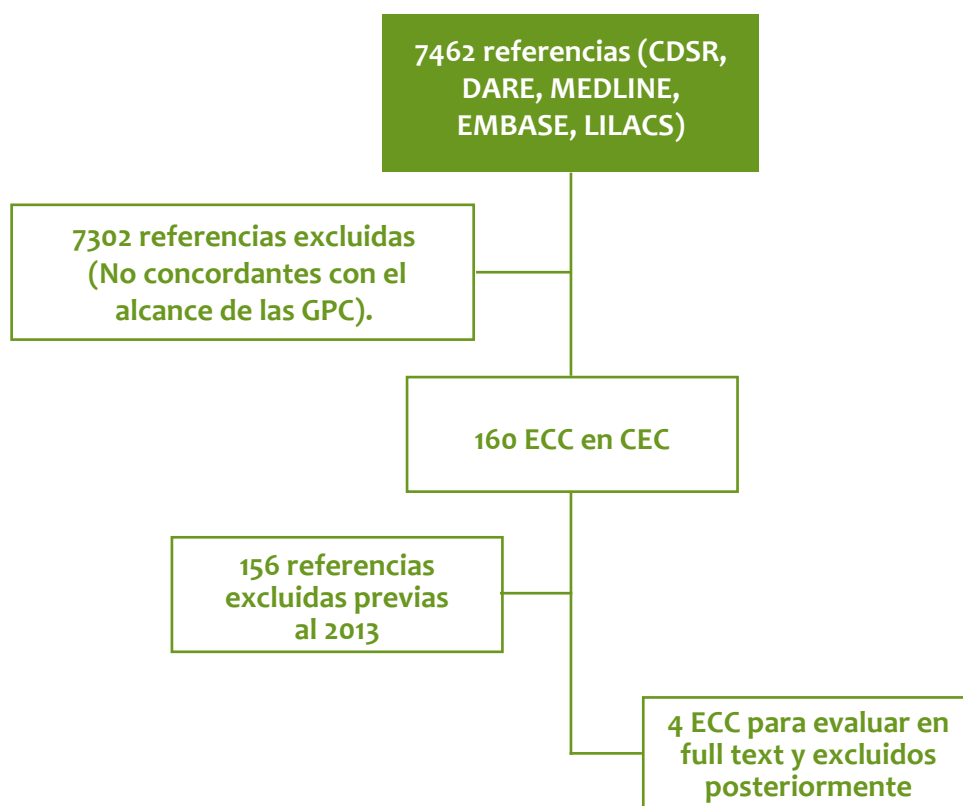 7462 referencias (CDSR,
DARE, MEDLINE,
EMBASE, LILACS)
7302 referencias excluidas
(No concordantes con el
alcance de las GPC).
160 ECC en CEC
156 referencias
excluidas previas
al 2013
4 ECC para evaluar en
full text y excluidos
posteriormente